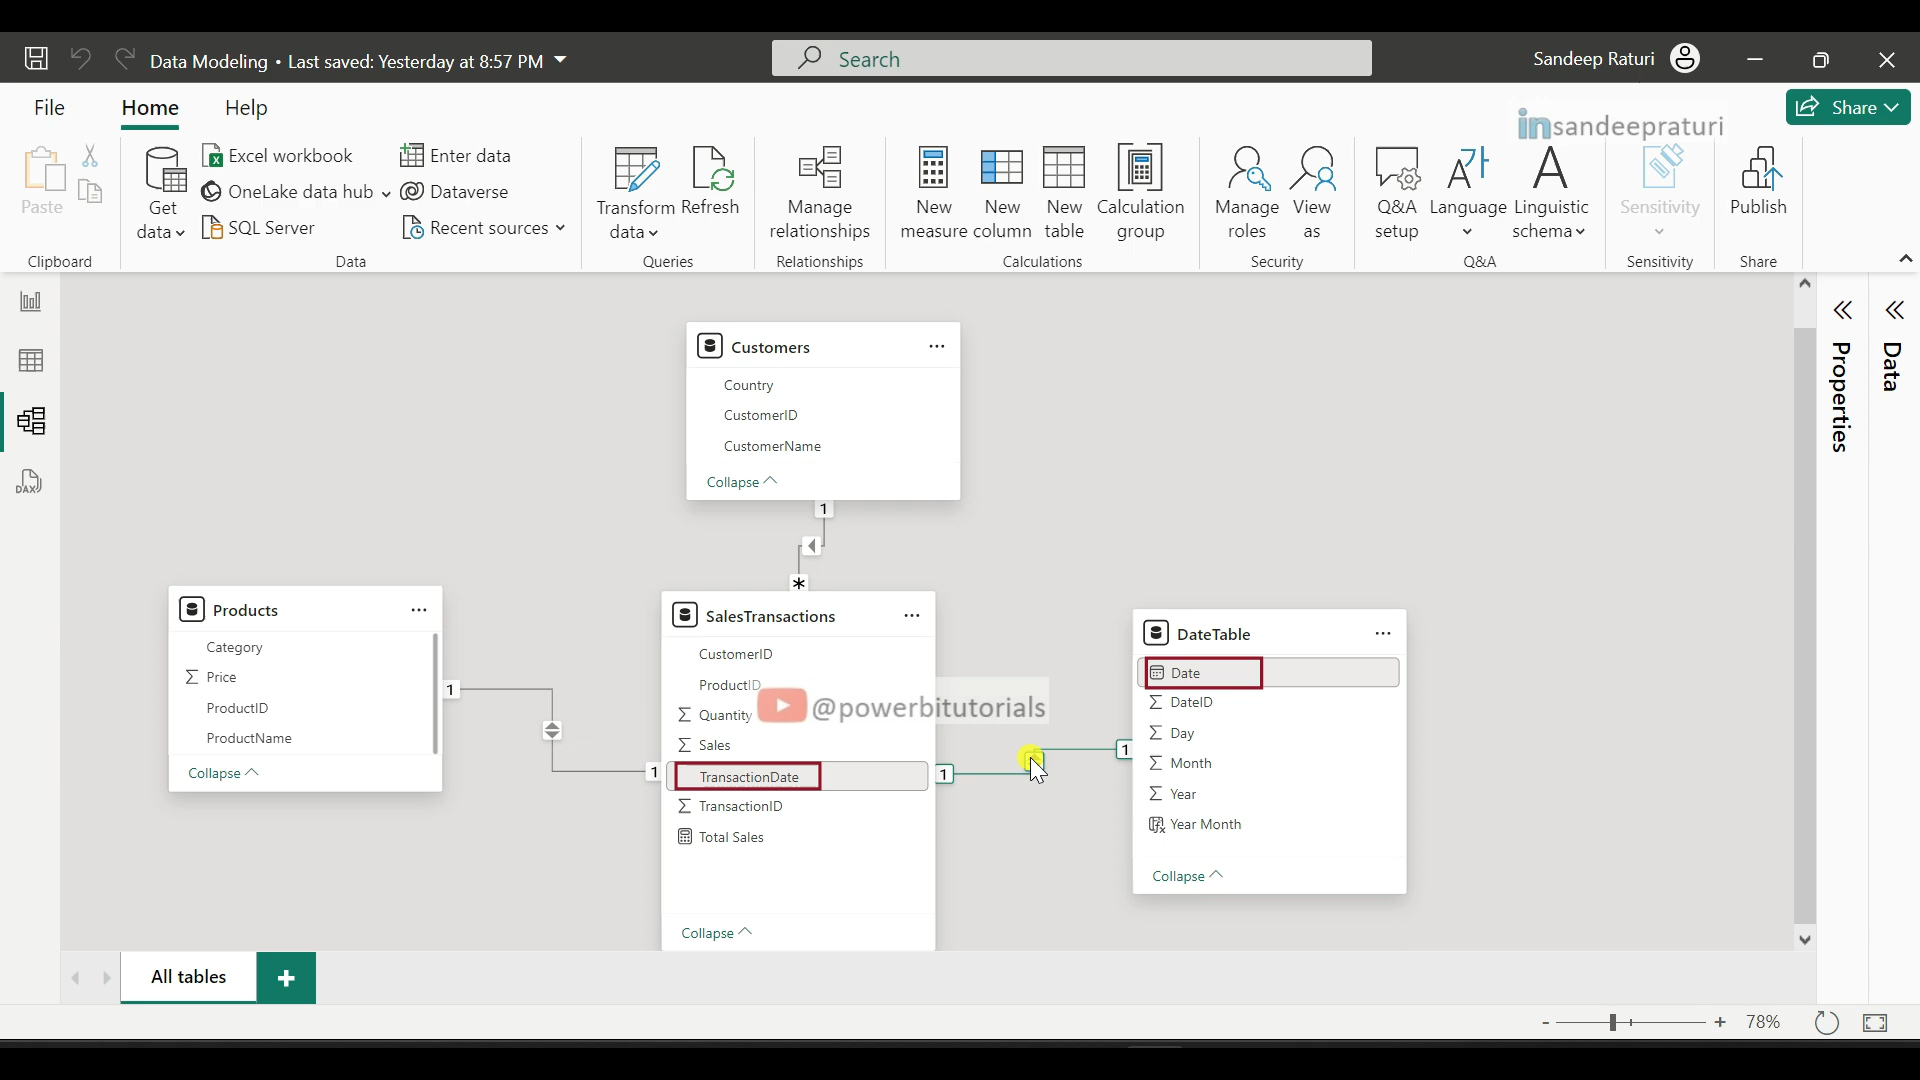 Data Modeling • Last saved: Yesterday at 8:57 PM
Search
Sandeep Raturi
File
Home
Help
Share
insandeepraturi
Paste
Clipboard
Get data
Excel workbook
OneLake data hub
SQL Server
Enter data
Dataverse
Recent sources
Data
Transform data
Refresh
Queries
Manage relationships
Relationships
New measure
New column
New table
Calculation group
Calculations
Manage roles
View as
Security
Q&A setup
Language
Linguistic schema
Q&A
Sensitivity
Sensitivity
Publish
Share
DAX
Properties
Data
Customers
Country
CustomerID
CustomerName
Collapse
1
*
Products
Category
Price
ProductID
ProductName
Collapse
1
1
SalesTransactions
CustomerID
ProductID
Quantity
Sales
TransactionDate
TransactionID
Total Sales
Collapse
@powerbitutorials
1
1
DateTable
Date
DateID
Day
Month
Year
Year Month
Collapse
All tables
+
- + 78%